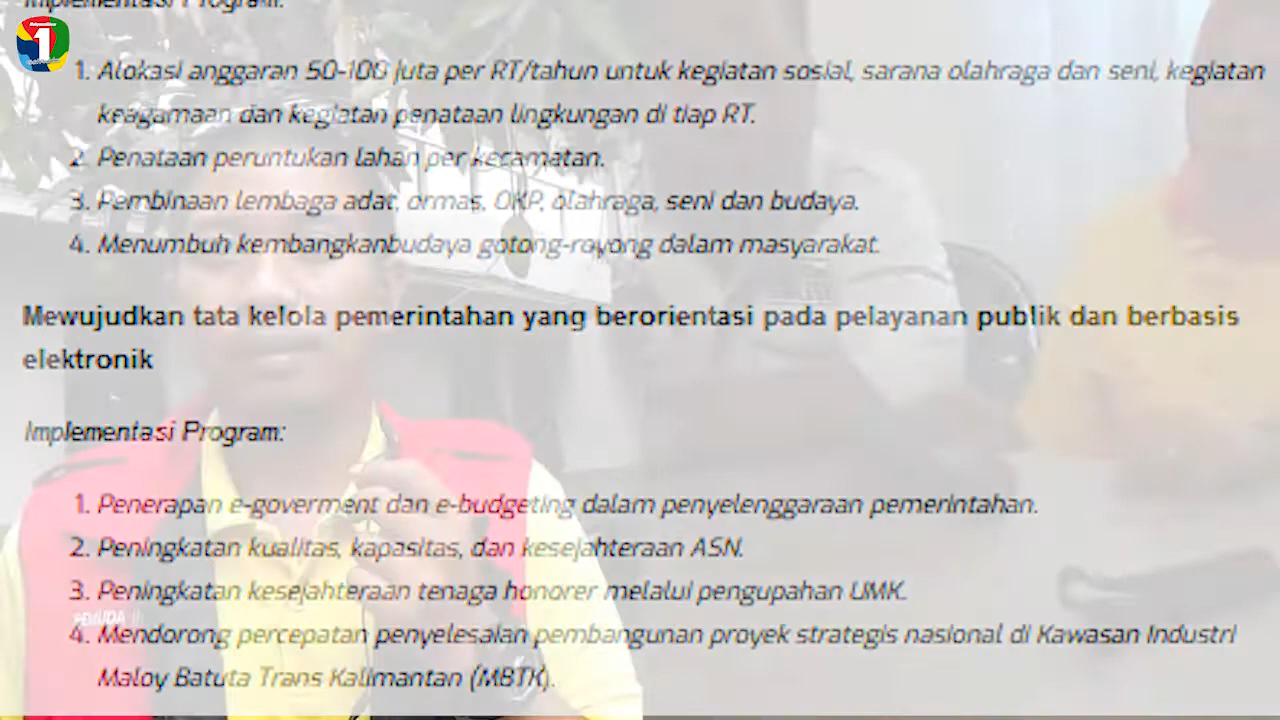 Implementasi Program:
1
1. Alokasi anggaran 50-100 juta per RT/tahun untuk kegiatan sosial, sarana olahraga dan seni, kegiatan
keagamaan dan kegiatan penataan lingkungan di tiap RT.
2. Penataan peruntukan lahan per kecamatan.
3. Pembinaan lembaga adat, ormas, OKP, olahraga, seni dan budaya.
4. Menumbuh kembangkanbudaya gotong-royong dalam masyarakat.
Mewujudkan tata kelola pemerintahan yang berorientasi pada pelayanan publik dan berbasis
elektronik
Implementasi Program:
1. Penerapan e-goverment dan e-budgeting dalam penyelenggaraan pemerintahan.
2. Peningkatan kualitas, kapasitas, dan kesejahteraan ASN.
3. Peningkatan kesejahteraan tenaga honorer melalui pengupahan UMK.
PEMUDA
4. Mendorong percepatan penyelesaian pembangunan proyek strategis nasional di Kawasan Industri
Maloy Batuta Trans Kalimantan (MBTK).